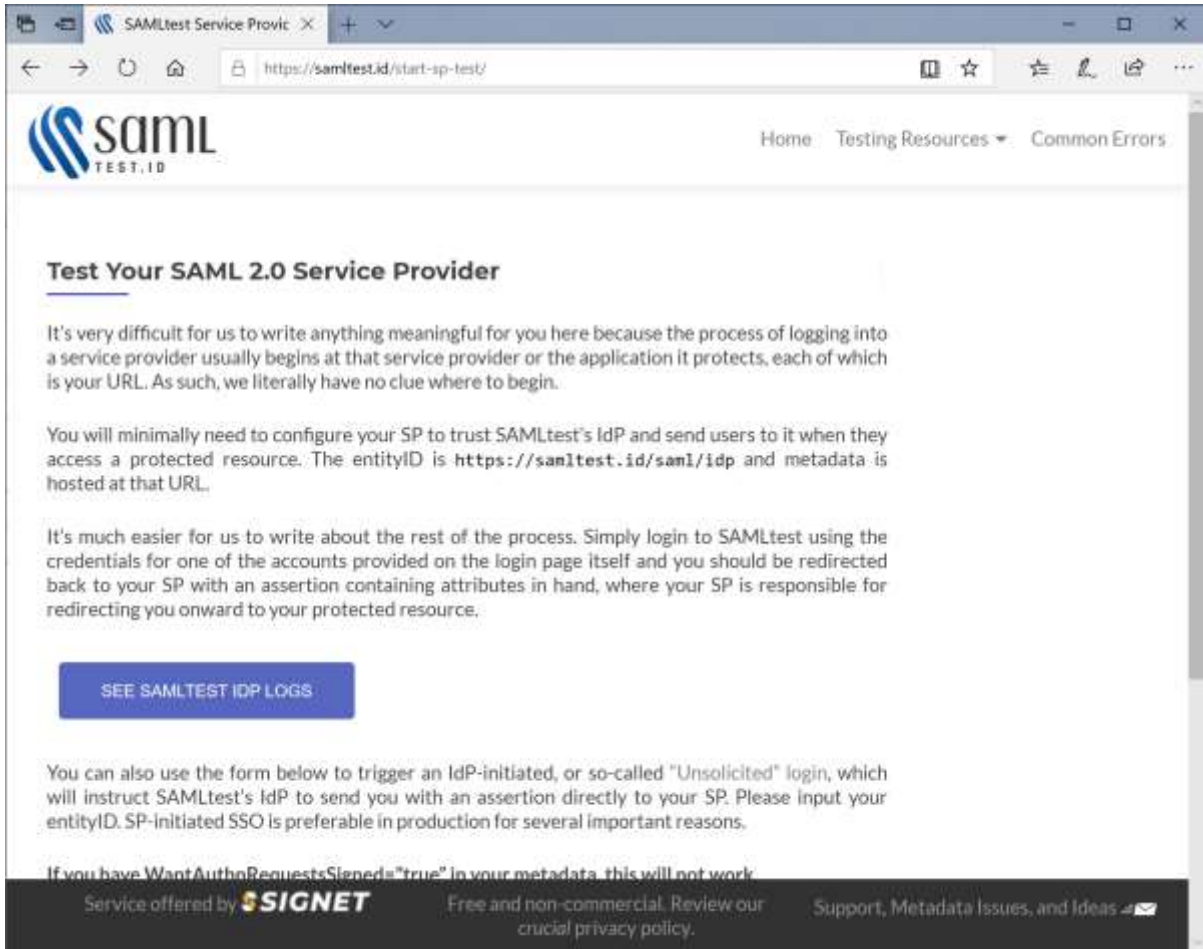 SAMLtest Service Provic
https://samltest.id/start-sp-test/
saml
TEST.ID
Home Testing Resources Common Errors
Test Your SAML 2.0 Service Provider
It's very difficult for us to write anything meaningful for you here because the process of logging into
a service provider usually begins at that service provider or the application it protects, each of which
is your URL. As such, we literally have no clue where to begin.
You will minimally need to configure your SP to trust SAMLtest's IdP and send users to it when they
access a protected resource. The entityID is https://samltest.id/saml/idp and metadata is
hosted at that URL.
It's much easier for us to write about the rest of the process. Simply login to SAMLtest using the
credentials for one of the accounts provided on the login page itself and you should be redirected
back to your SP with an assertion containing attributes in hand, where your SP is responsible for
redirecting you onward to your protected resource.
SEE SAMLTEST IDP LOGS
You can also use the form below to trigger an IdP-initiated, or so-called "Unsolicited" login, which
will instruct SAMLtest's IdP to send you with an assertion directly to your SP. Please input your
entityID. SP-initiated SSO is preferable in production for several important reasons.
If you have WantAuthnRequestsSigned="true" in your metadata, this will not work
Service offered by SIGNET
Free and non-commercial. Review our
crucial privacy policy.
Support, Metadata Issues, and Ideas